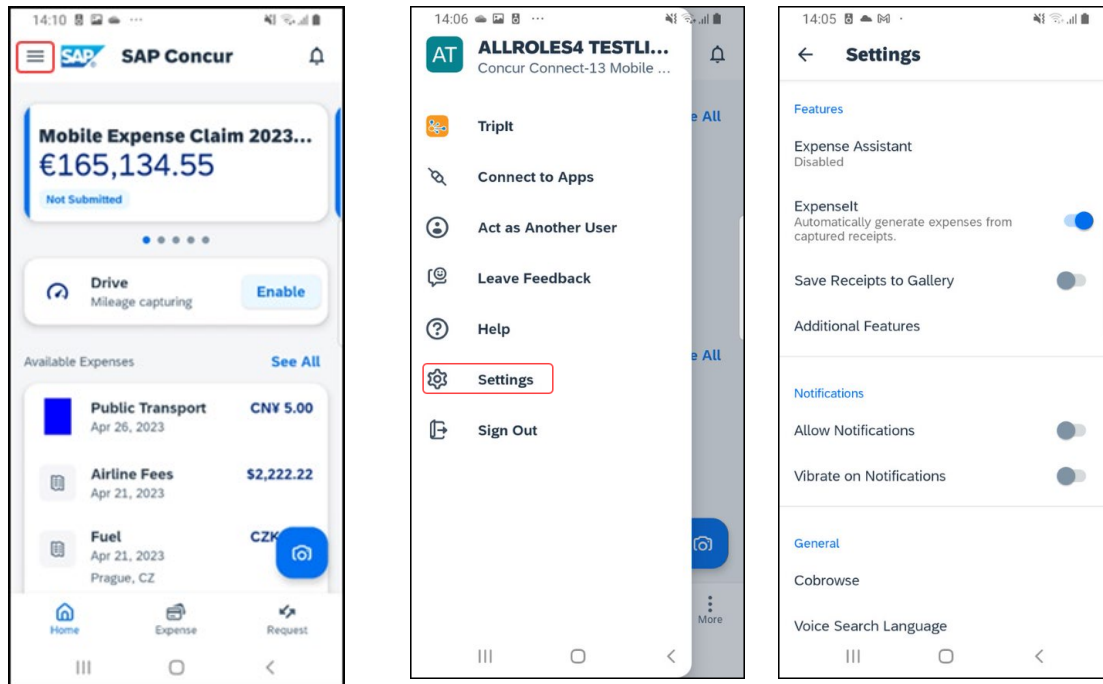 14:10
SAP SAP Concur
Mobile Expense Claim 2023...
€165,134.55
Not Submitted
Drive
Mileage capturing
Enable
Available Expenses
See All
Public Transport
CN¥ 5.00
Apr 26, 2023
Airline Fees
$2,222.22
Apr 21, 2023
Fuel
CZK
Apr 21, 2023
Prague, CZ
Home
Expense
Request
14:06
AT
ALLROLES4 TESTLI...
Concur Connect-13 Mobile ...
e All
TripIt
Connect to Apps
Act as Another User
Leave Feedback
Help
e All
Settings
Sign Out
More
14:05
Settings
Features
Expense Assistant
Disabled
ExpenseIt
Automatically generate expenses from
captured receipts.
Save Receipts to Gallery
Additional Features
Notifications
Allow Notifications
Vibrate on Notifications
General
Cobrowse
Voice Search Language